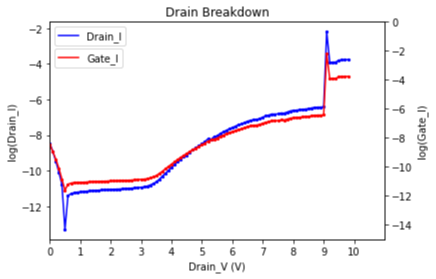 Drain Breakdown
Drain_I
Gate_I
log(Drain_I)
−2
−4
−6
−8
−10
−12
0
−2
−4
−6
−8
−10
−12
−14
log(Gate_I)
0 1 2 3 4 5 6 7 8 9 10
Drain_V (V)